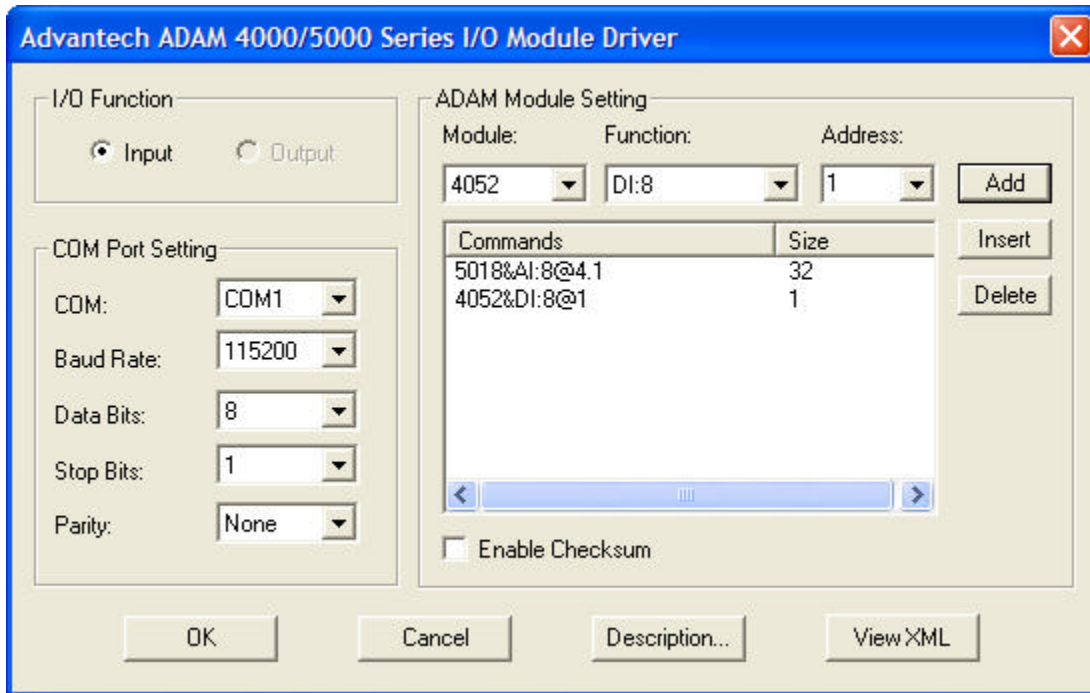 Advantech ADAM 4000/5000 Series I/O Module Driver
I/O Function
Input Output
COM Port Setting
COM: COM1
Baud Rate: 115200
Data Bits: 8
Stop Bits: 1
Parity: None
ADAM Module Setting
Module: Function: Address:
4052 DI:8 1 Add
Commands Size Insert
5018&AI:8@4.1 32
4052&DI:8@1 1 Delete
Enable Checksum
OK Cancel Description... View XML